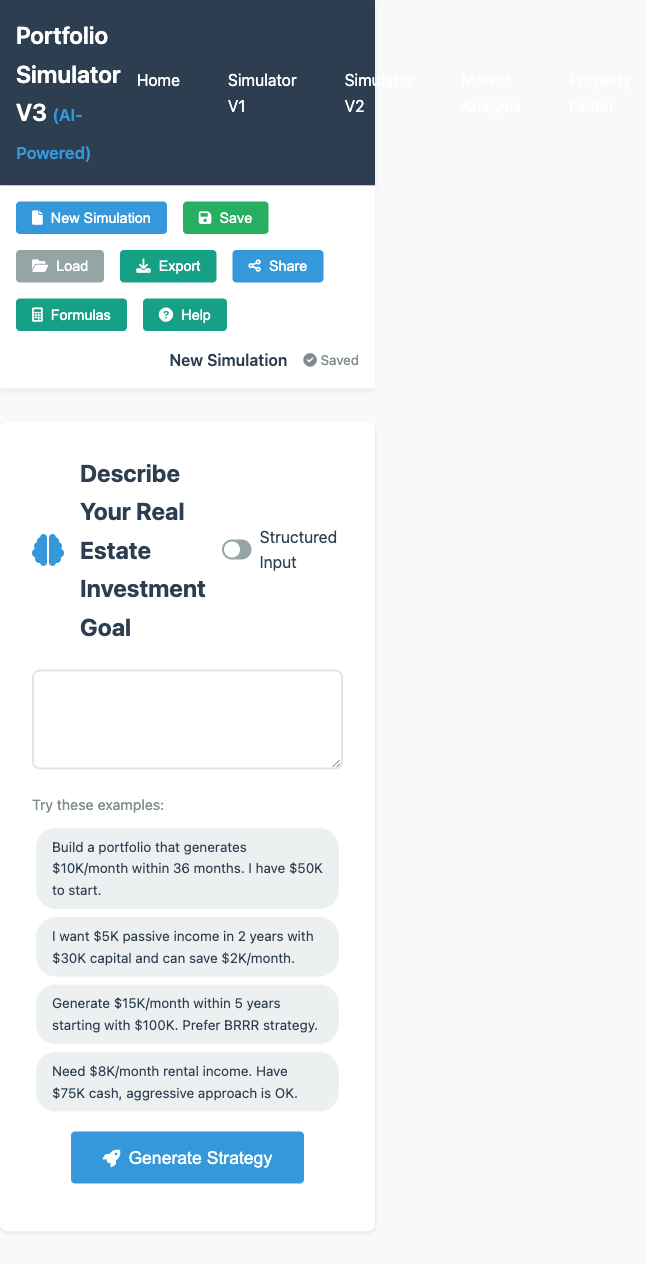 Portfolio
Simulator
V3 (AI-
Powered)
Home
Simulator
V1
Simulator
V2
Market
Analysis
Property
Finder
New Simulation
Save
Load
Export
Share
Formulas
Help
New Simulation
Saved
Describe
Your Real
Estate
Investment
Goal
Structured
Input
Try these examples:
Build a portfolio that generates
$10K/month within 36 months. I have $50K
to start.
I want $5K passive income in 2 years with
$30K capital and can save $2K/month.
Generate $15K/month within 5 years
starting with $100K. Prefer BRRR strategy.
Need $8K/month rental income. Have
$75K cash, aggressive approach is OK.
Generate Strategy